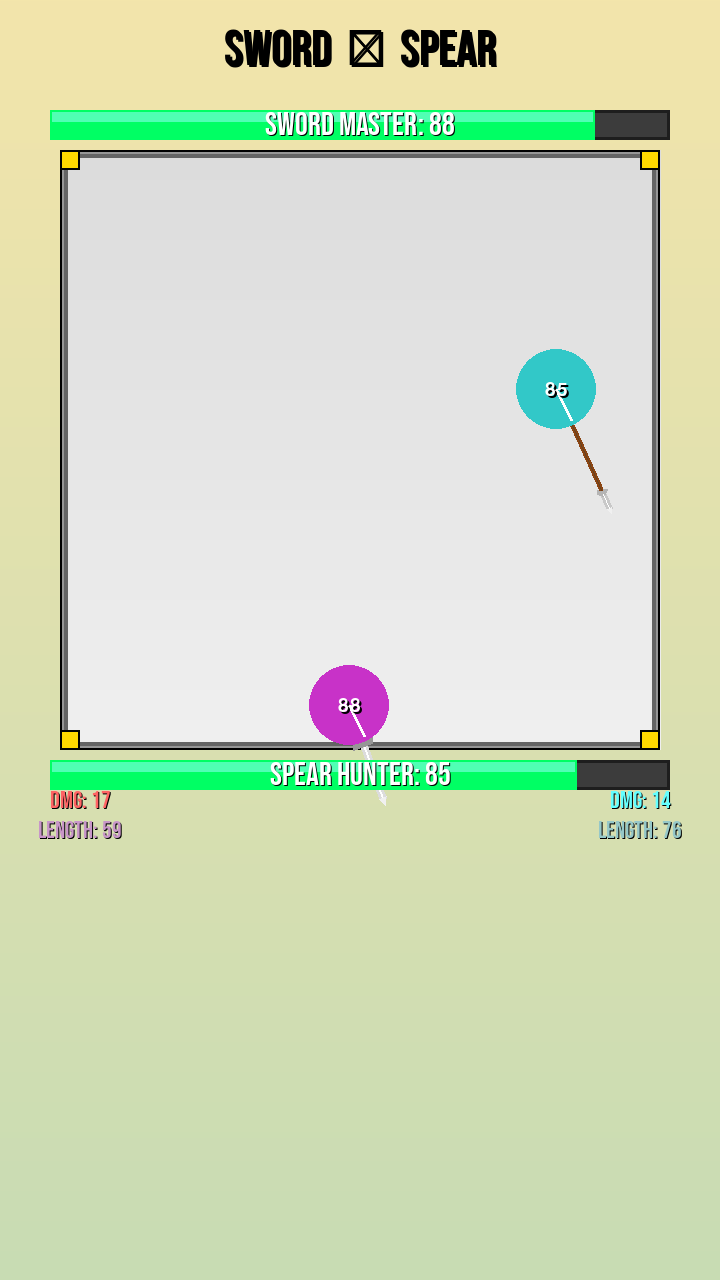 SWORD SPEAR
SWORD MASTER: 88
85
88
SPEAR HUNTER: 85
DMG: 17
DMG: 14
LENGTH: 59
LENGTH: 76